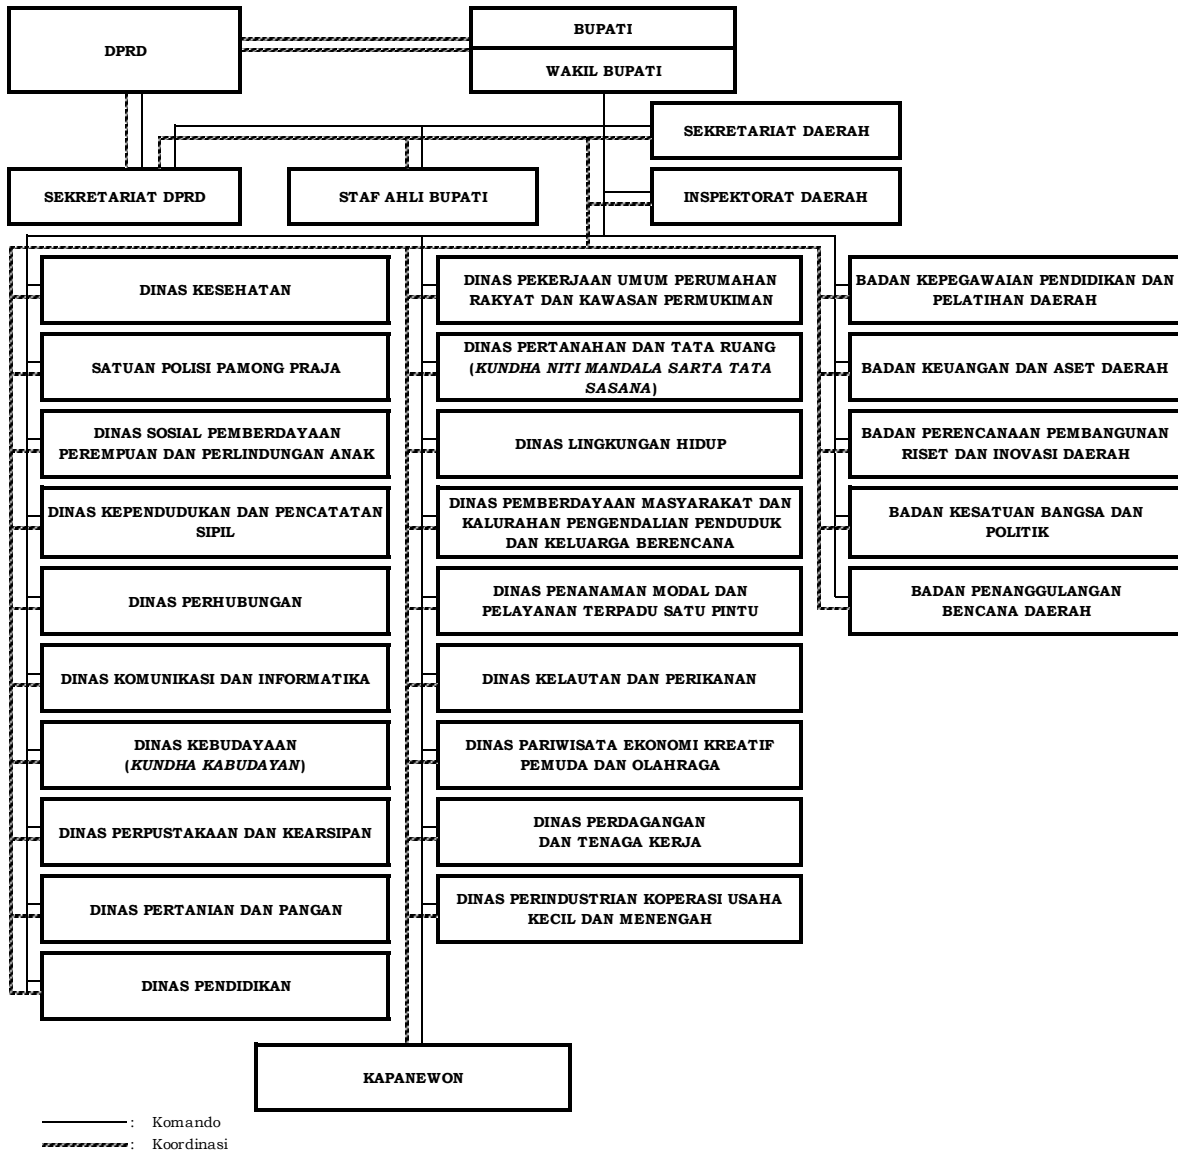 DPRD
BUPATI
WAKIL BUPATI
SEKRETARIAT DAERAH
SEKRETARIAT DPRD
STAF AHLI BUPATI
INSPEKTORAT DAERAH
DINAS KESEHATAN
SATUAN POLISI PAMONG PRAJA
DINAS SOSIAL PEMBERDAYAAN
PEREMPUAN DAN PERLINDUNGAN ANAK
DINAS KEPENDUDUKAN DAN PENCATATAN
SIPIL
DINAS PERHUBUNGAN
DINAS KOMUNIKASI DAN INFORMATIKA
DINAS KEBUDAYAAN
(KUNDHA KABUDAYAN)
DINAS PERPUSTAKAAN DAN KEARSIPAN
DINAS PERTANIAN DAN PANGAN
DINAS PENDIDIKAN
DINAS PEKERJAAN UMUM PERUMAHAN
RAKYAT DAN KAWASAN PERMUKIMAN
DINAS PERTANAHAN DAN TATA RUANG
(KUNDHA NITI MANDALA SARTA TATA
SASANA)
DINAS LINGKUNGAN HIDUP
DINAS PEMBERDAYAAN MASYARAKAT DAN
KALURAHAN PENGENDALIAN PENDUDUK
DAN KELUARGA BERENCANA
DINAS PENANAMAN MODAL DAN
PELAYANAN TERPADU SATU PINTU
DINAS KELAUTAN DAN PERIKANAN
DINAS PARIWISATA EKONOMI KREATIF
PEMUDA DAN OLAHRAGA
DINAS PERDAGANGAN
DAN TENAGA KERJA
DINAS PERINDUSTRIAN KOPERASI USAHA
KECIL DAN MENENGAH
BADAN KEPEGAWAIAN PENDIDIKAN DAN
PELATIHAN DAERAH
BADAN KEUANGAN DAN ASET DAERAH
BADAN PERENCANAAN PEMBANGUNAN
RISET DAN INOVASI DAERAH
BADAN KESATUAN BANGSA DAN
POLITIK
BADAN PENANGGULANGAN
BENCANA DAERAH
KAPANEWON
: Komando
: Koordinasi